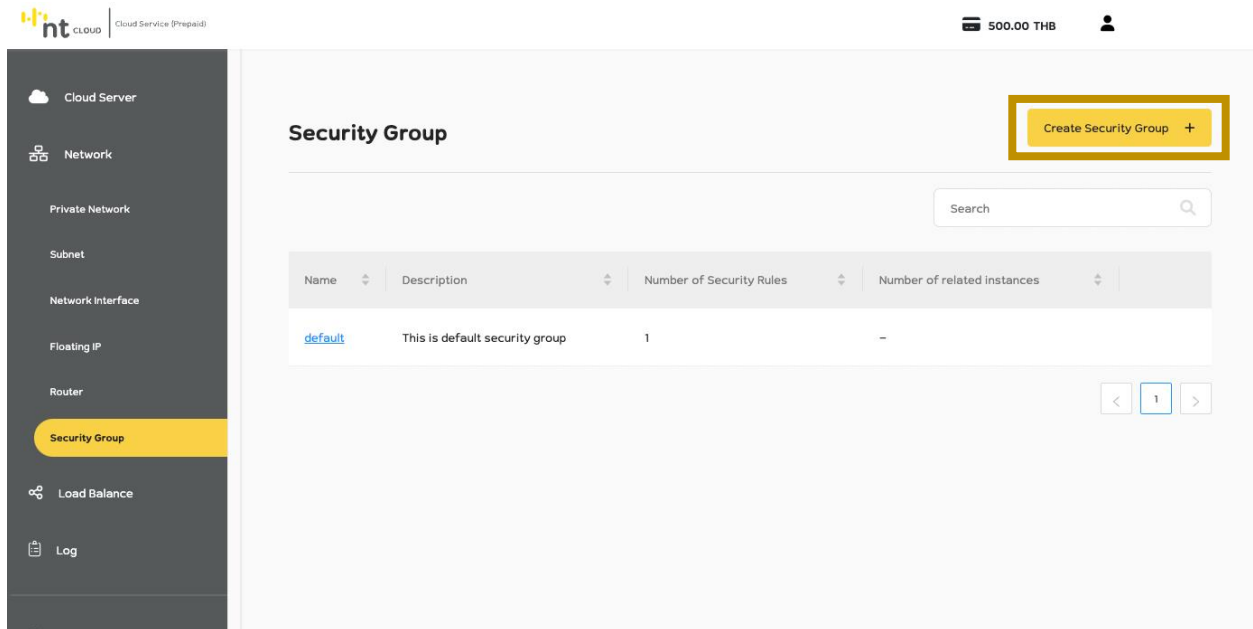 nt CLOUD Cloud Service (Prepaid)
500.00 THB
Cloud Server
Network
Private Network
Subnet
Network Interface
Floating IP
Router
Security Group
Load Balance
Log
Security Group
Create Security Group +
Search
Name Description Number of Security Rules Number of related instances
default This is default security group 1 –
< 1 >